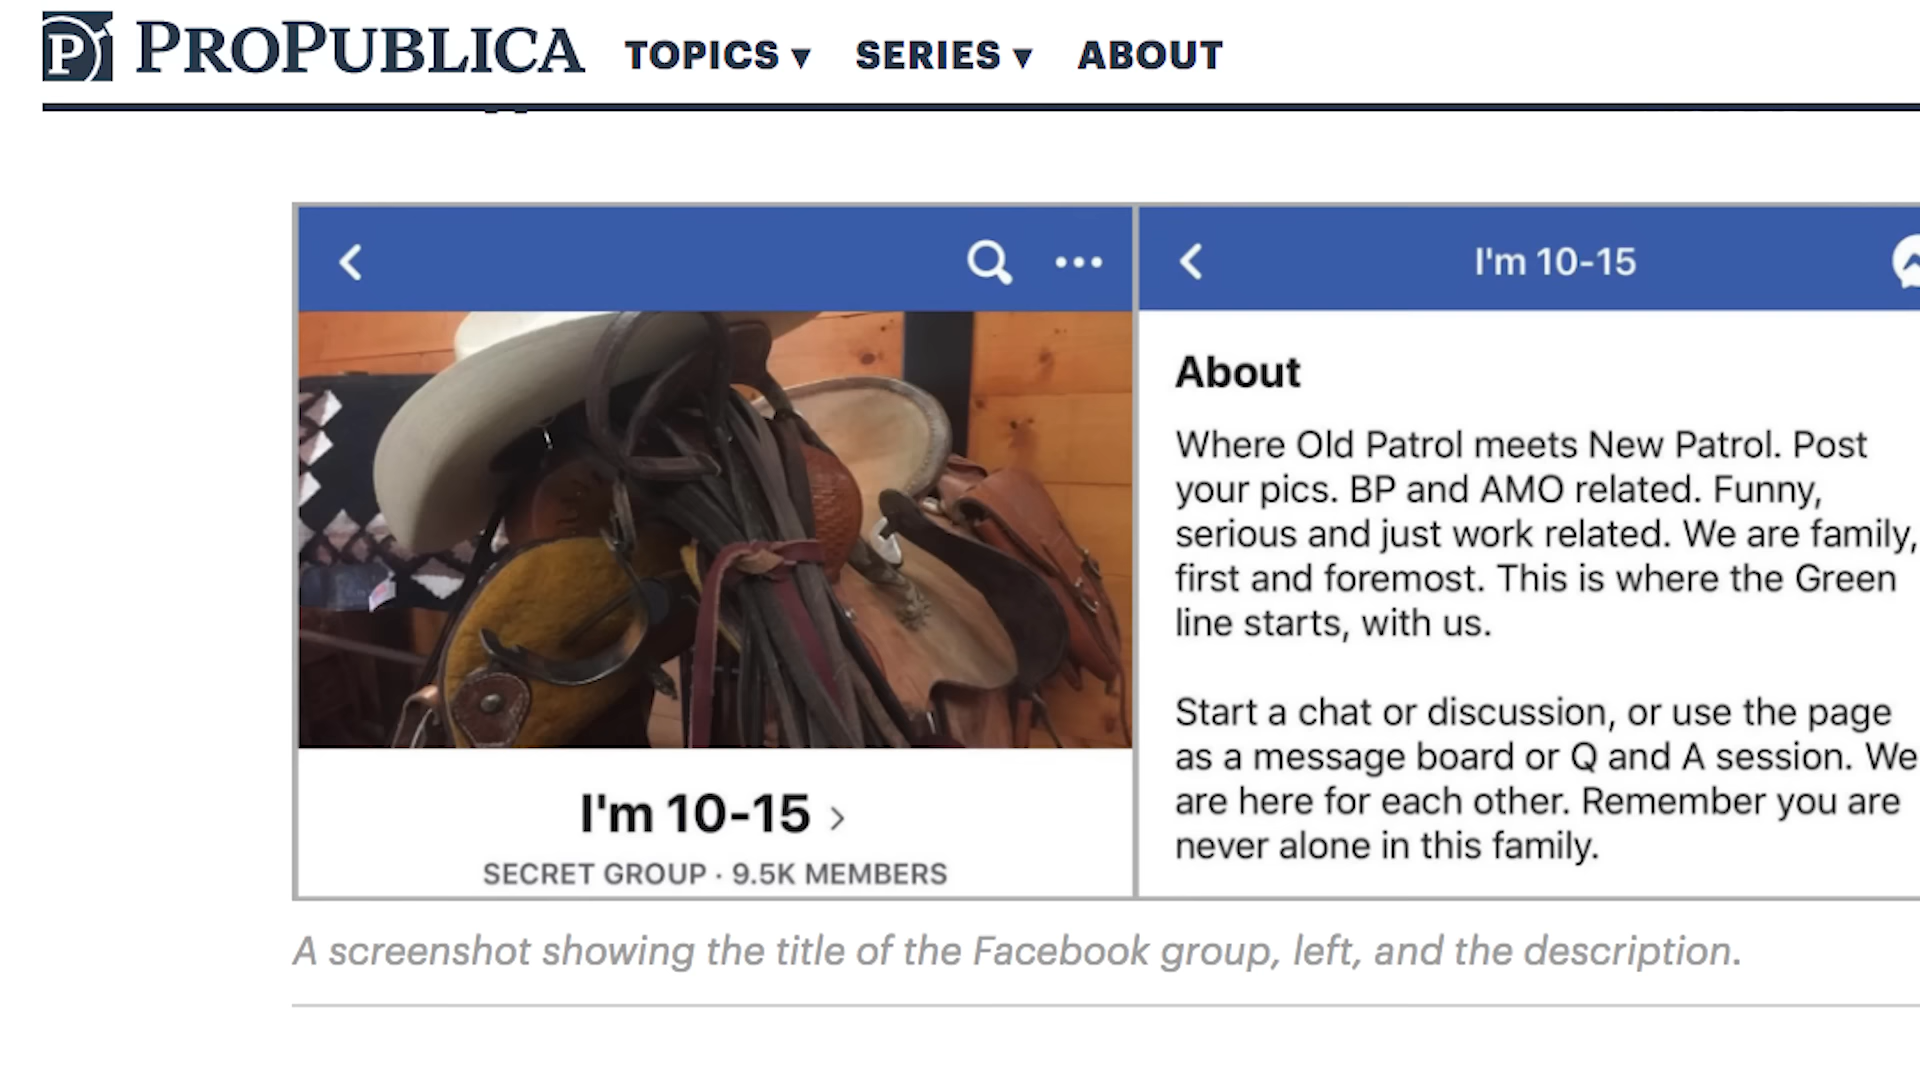 PROPUBLICA TOPICS ▼ SERIES ▼ ABOUT
I'm 10-15
SECRET GROUP · 9.5K MEMBERS
I'm 10-15
About
Where Old Patrol meets New Patrol. Post
your pics. BP and AMO related. Funny,
serious and just work related. We are family,
first and foremost. This is where the Green
line starts, with us.
Start a chat or discussion, or use the page
as a message board or Q and A session. We
are here for each other. Remember you are
never alone in this family.
A screenshot showing the title of the Facebook group, left, and the description.